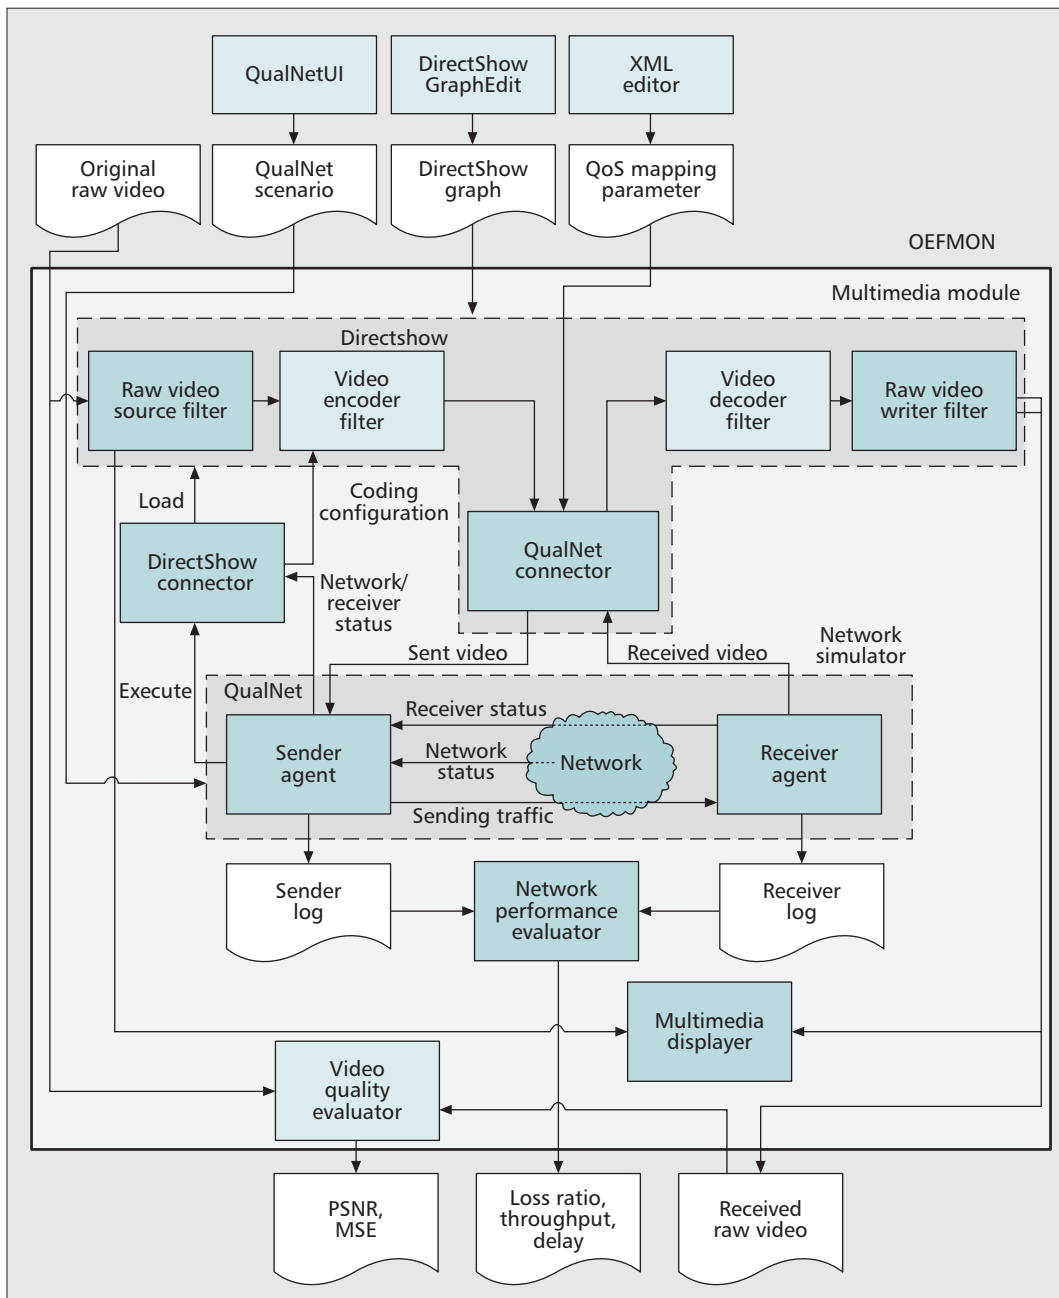 QualNetUI
DirectShow
GraphEdit
XML
editor
Original
raw video
QualNet
scenario
DirectShow
graph
QoS mapping
parameter
OEFMON
Multimedia module
Directshow
Raw video
source filter
Video
encoder
filter
Video
decoder
filter
Raw video
writer filter
Load
Coding
configuration
DirectShow
connector
QualNet
connector
Network/
receiver
status
Sent video
Received video
Network
simulator
Execute
QualNet
Receiver status
Sender
agent
Network
status
Network
Receiver
agent
Sending traffic
Sender
log
Network
performance
evaluator
Receiver
log
Multimedia
displayer
Video
quality
evaluator
PSNR,
MSE
Loss ratio,
throughput,
delay
Received
raw video